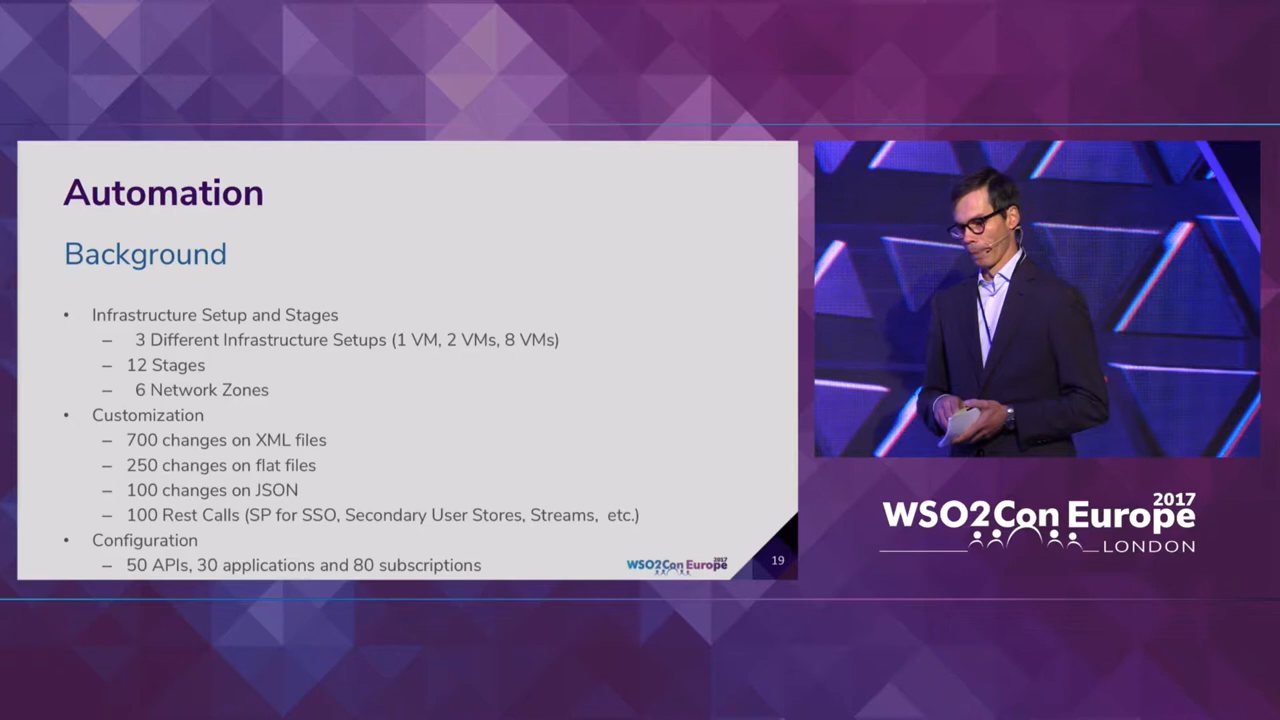 Automation
Background
• Infrastructure Setup and Stages
– 3 Different Infrastructure Setups (1 VM, 2 VMs, 8 VMs)
– 12 Stages
– 6 Network Zones
• Customization
– 700 changes on XML files
– 250 changes on flat files
– 100 changes on JSON
– 100 Rest Calls (SP for SSO, Secondary User Stores, Streams, etc.)
• Configuration
– 50 APIs, 30 applications and 80 subscriptions
WSO2Con Europe 2017
19
2017
WSO2Con Europe
LONDON